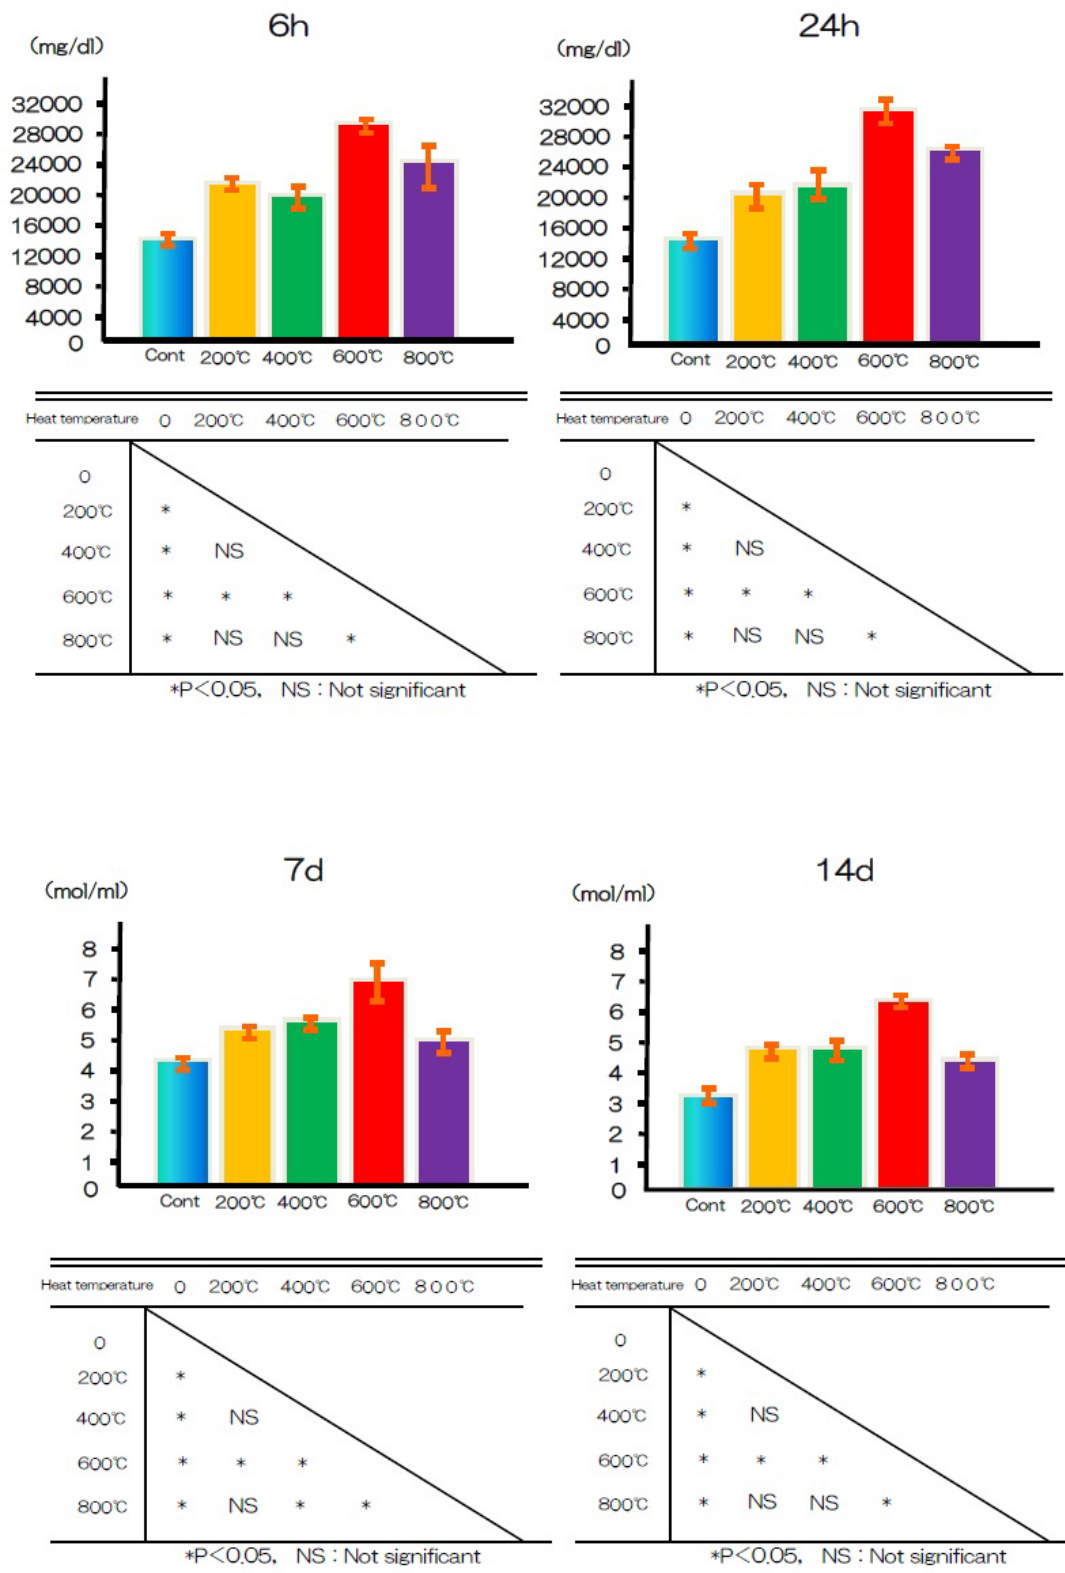 6h
(mg/dl)
32000
28000
24000
20000
16000
12000
8000
4000
0
Cont 200℃ 400℃ 600℃ 800℃
Heat temperature 0 200℃ 400℃ 600℃ 800℃
0
200℃ *
400℃ * NS
600℃ * * *
800℃ * NS NS *
*P<0.05, NS : Not significant
24h
(mg/dl)
32000
28000
24000
20000
16000
12000
8000
4000
0
Cont 200℃ 400℃ 600℃ 800℃
Heat temperature 0 200℃ 400℃ 600℃ 800℃
0
200℃ *
400℃ * NS
600℃ * * *
800℃ * NS NS *
*P<0.05, NS : Not significant
7d
(mol/ml)
8
7
6
5
4
3
2
1
0
Cont 200℃ 400℃ 600℃ 800℃
Heat temperature 0 200℃ 400℃ 600℃ 800℃
0
200℃ *
400℃ * NS
600℃ * * *
800℃ * NS * *
*P<0.05, NS : Not significant
14d
(mol/ml)
8
7
6
5
4
3
2
1
0
Cont 200℃ 400℃ 600℃ 800℃
Heat temperature 0 200℃ 400℃ 600℃ 800℃
0
200℃ *
400℃ * NS
600℃ * * *
800℃ * NS NS *
*P<0.05, NS : Not significant